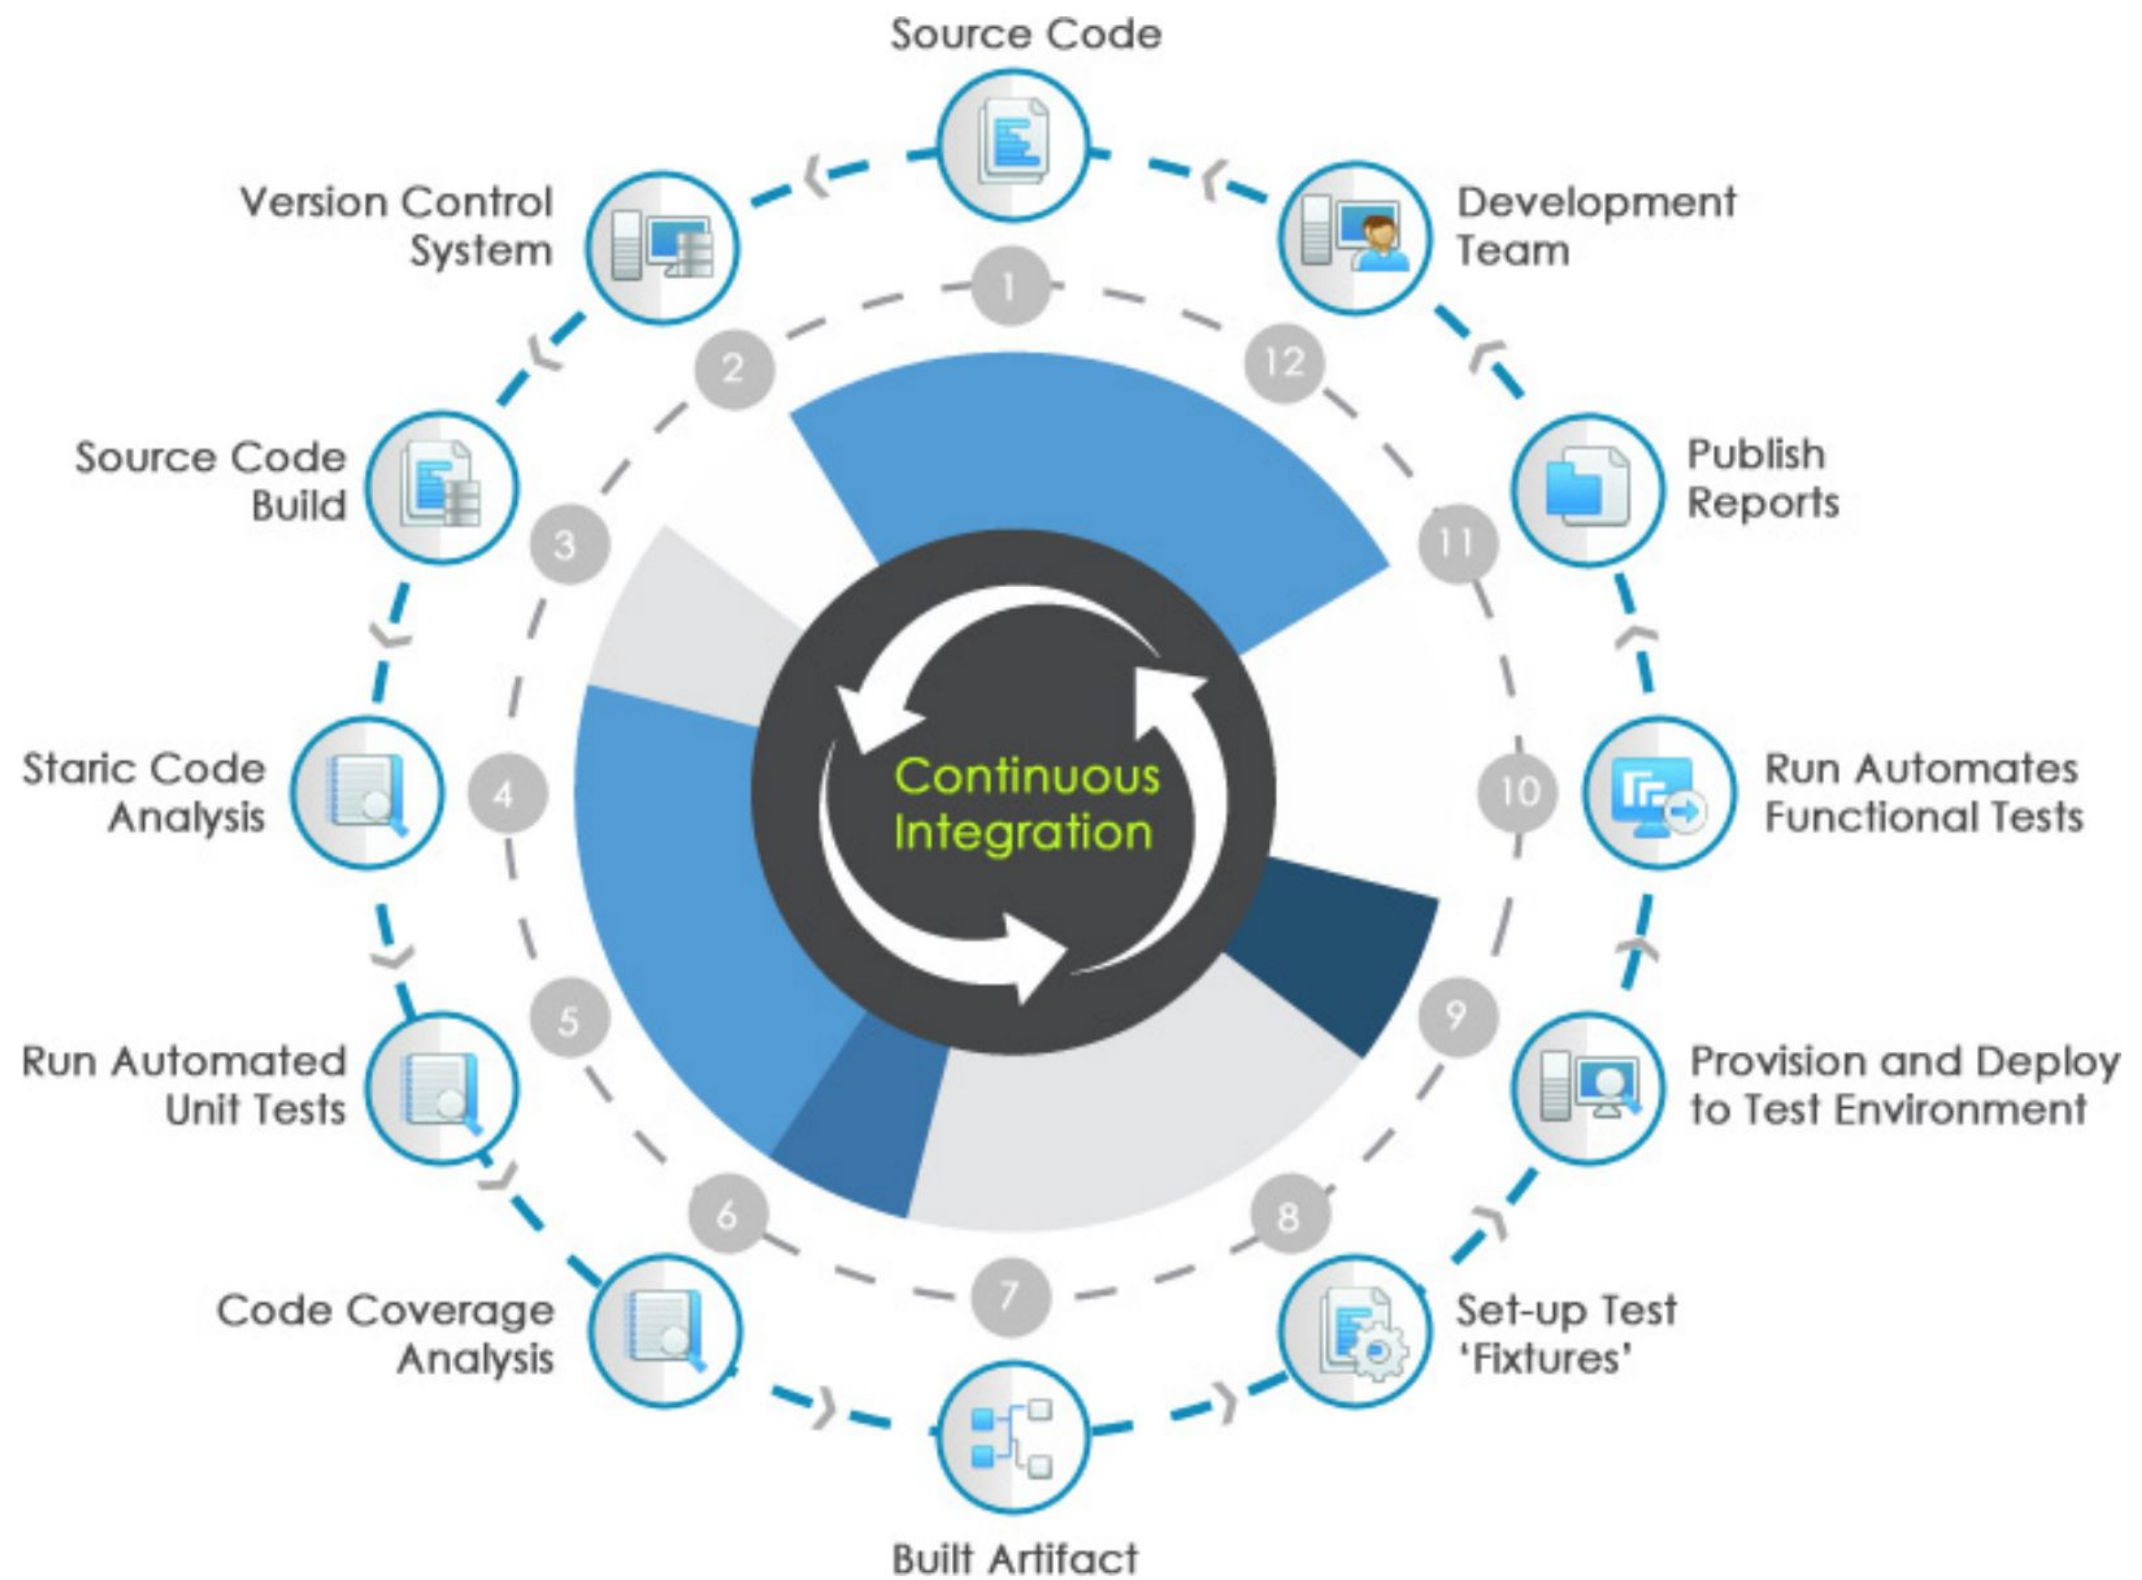 Source Code
Version Control
System
Development
Team
1
2
12
Source Code
Build
Publish
Reports
3
11
Staric Code
Analysis
4
Continuous
Integration
10
Run Automates
Functional Tests
Run Automated
Unit Tests
5
9
Provision and Deploy
to Test Environment
6
8
7
Code Coverage
Analysis
Set-up Test
‘Fixtures’
Built Artifact